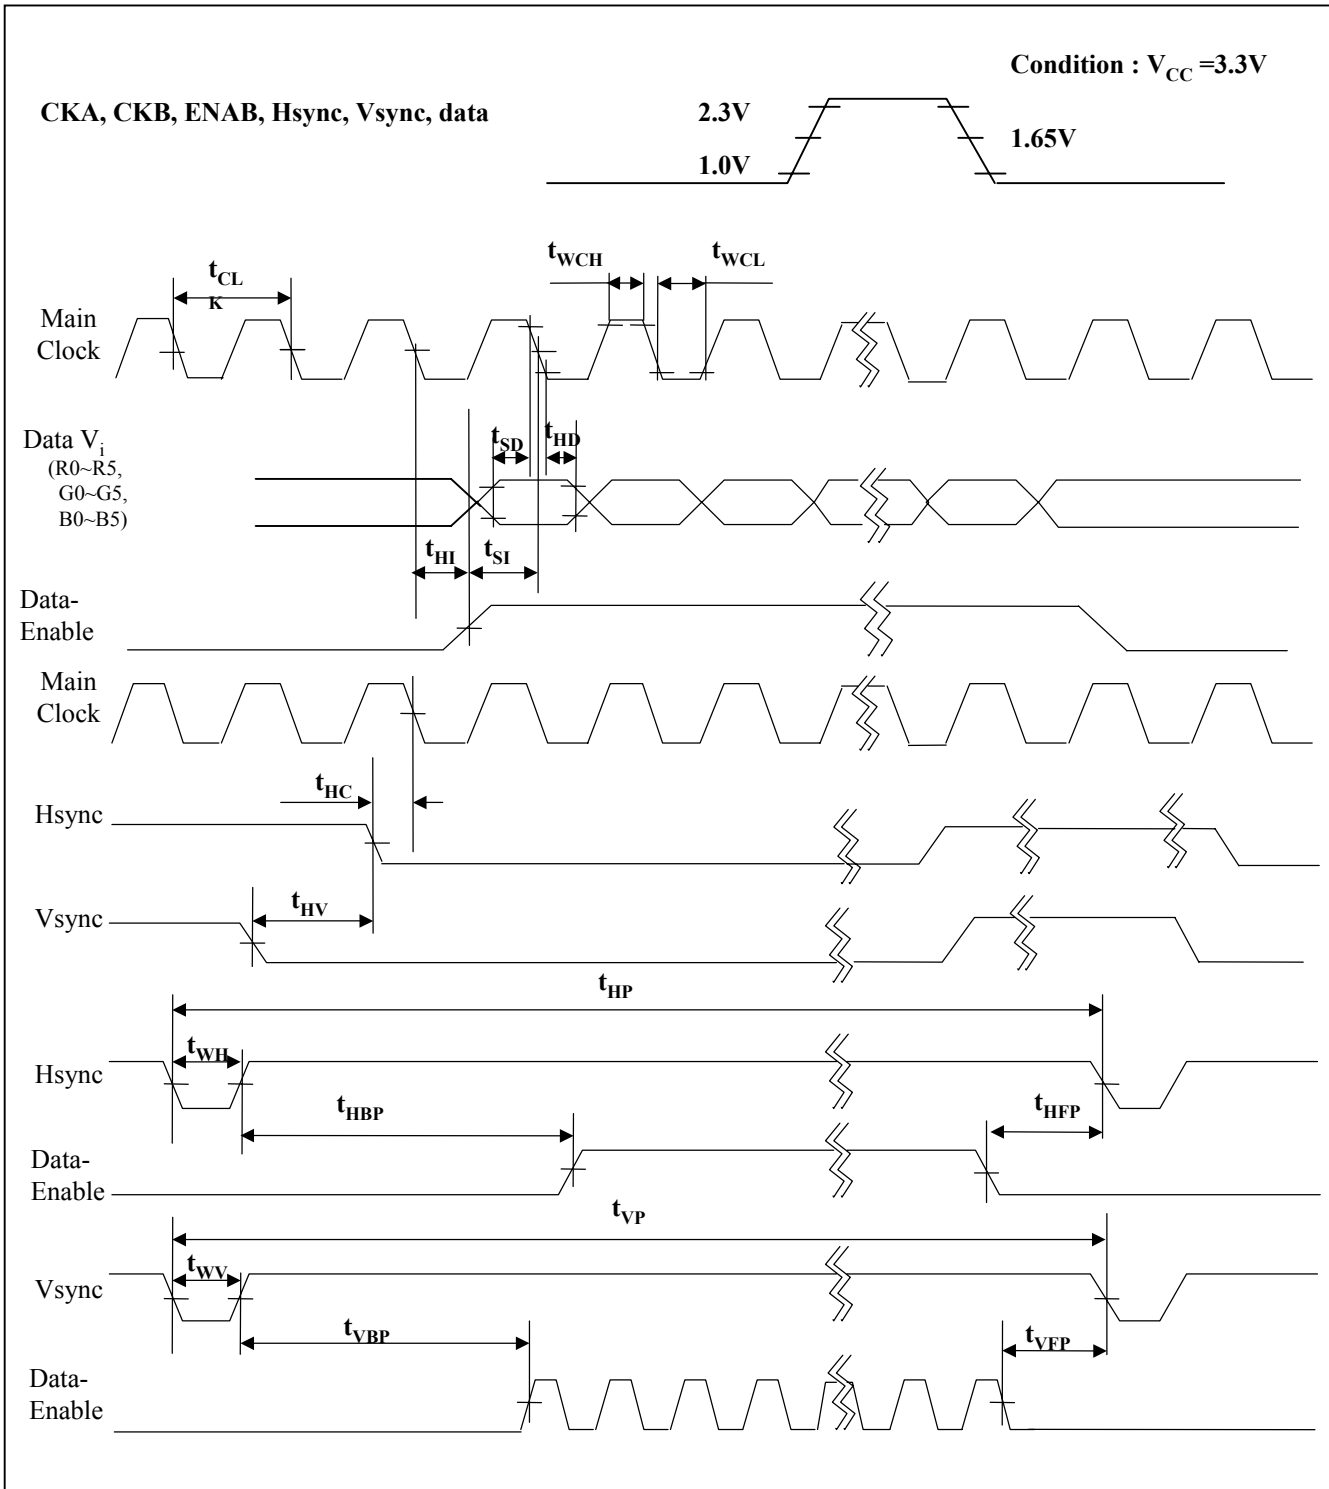 Condition : VCC =3.3V
CKA, CKB, ENAB, Hsync, Vsync, data
2.3V
1.65V
1.0V
tWCH
tWCL
tCL
K
Main
Clock
Data Vi
(R0~R5,
G0~G5,
B0~B5)
tSD
tHD
tHI
tSI
Data-
Enable
Main
Clock
tHC
Hsync
tHV
Vsync
tHP
tWH
Hsync
tHBP
tHFP
Data-
Enable
tVP
tWV
Vsync
tVBP
tVFP
Data-
Enable